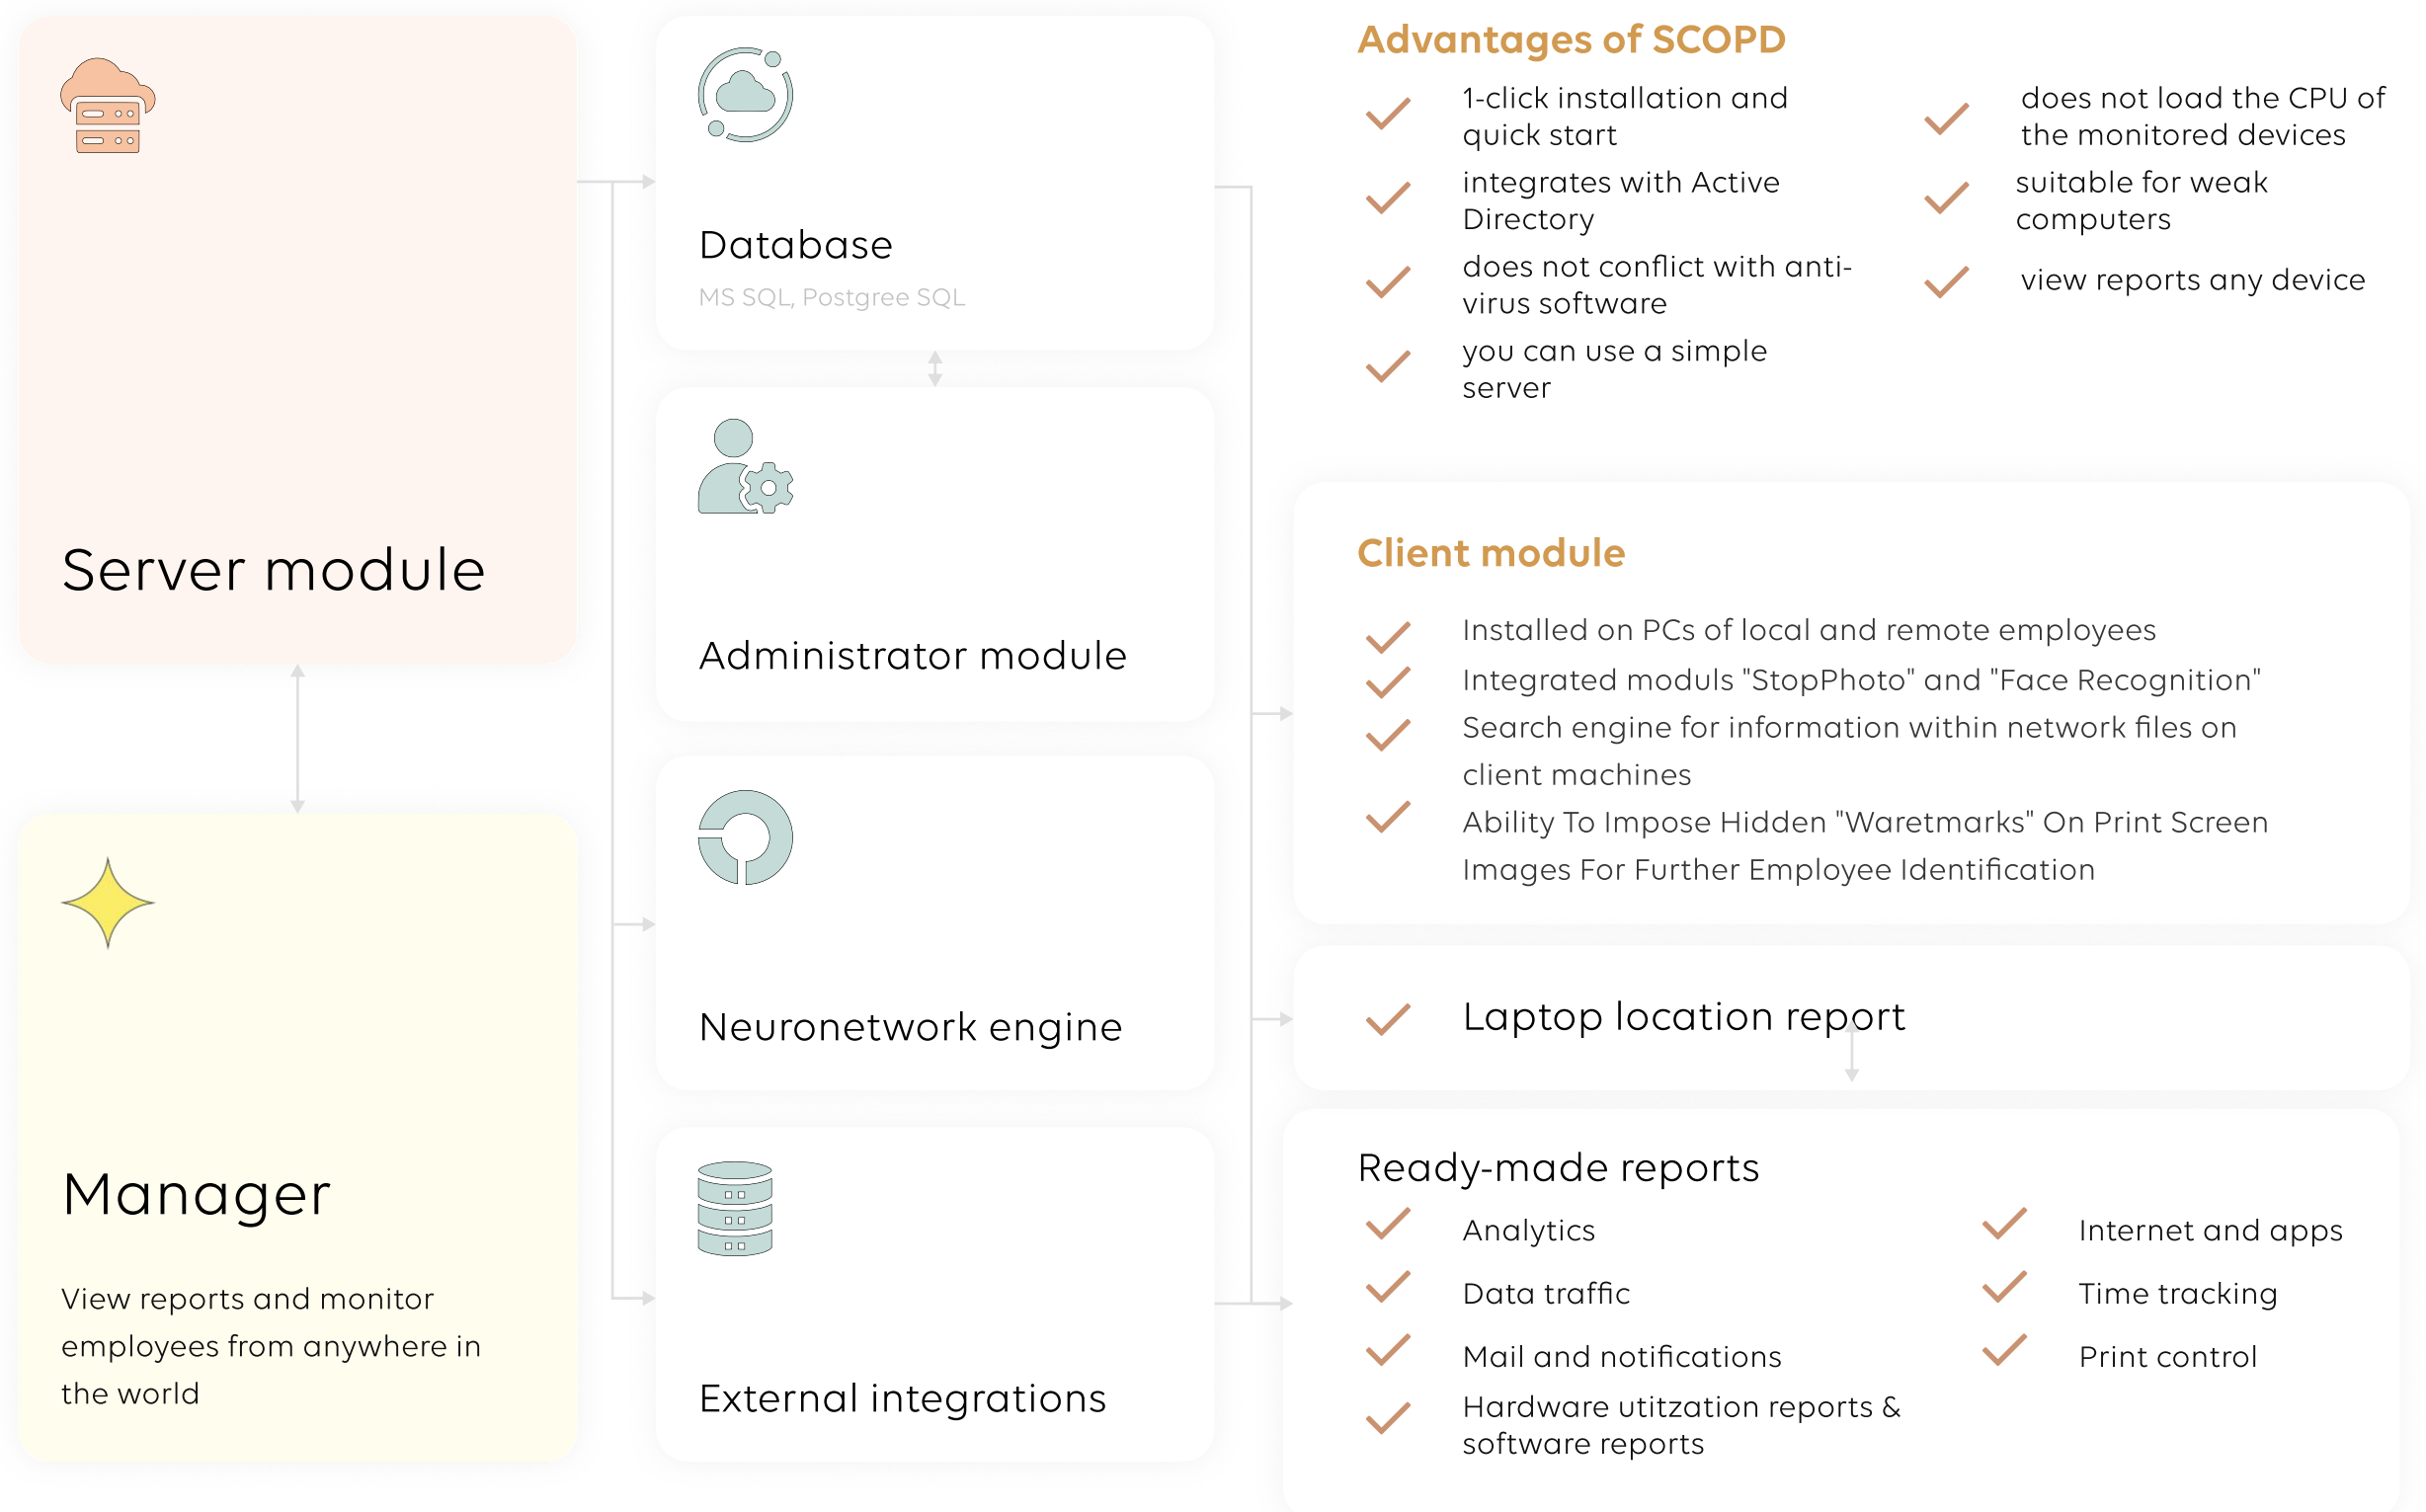 Server module
Manager
View reports and monitor
employees from anywhere in
the world
Database
MS SQL, Postgree SQL
Administrator module
Neuronetwork engine
External integrations
Advantages of SCOPD
1-click installation and
quick start
integrates with Active
Directory
does not conflict with anti-
virus software
you can use a simple
server
does not load the CPU of
the monitored devices
suitable for weak
computers
view reports any device
Client module
Installed on PCs of local and remote employees
Integrated moduls "StopPhoto" and "Face Recognition"
Search engine for information within network files on
client machines
Ability To Impose Hidden "Waretmarks" On Print Screen
Images For Further Employee Identification
Laptop location report
Ready-made reports
Analytics
Data traffic
Mail and notifications
Hardware utitzation reports &
software reports
Internet and apps
Time tracking
Print control